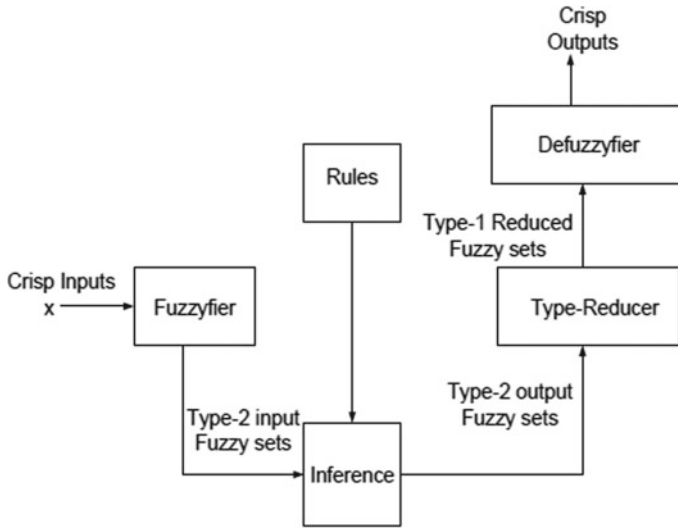 Crisp
Outputs
Defuzzyfier
Rules
Type-1 Reduced
Fuzzy sets
Crisp Inputs
x
Fuzzyfier
Type-Reducer
Type-2 input
Fuzzy sets
Type-2 output
Fuzzy sets
Inference